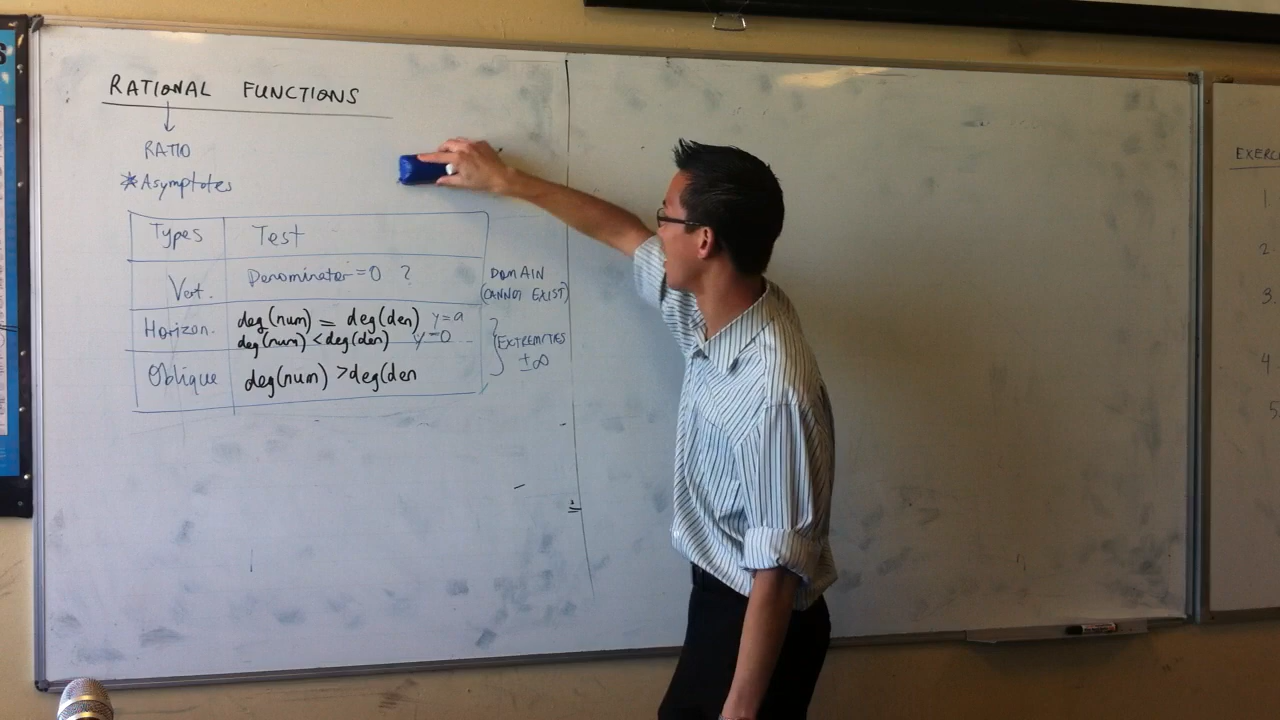 RATIONAL FUNCTIONS
RATIO
*Asymptotes
Types Test
Vert. Denominator = 0 ?
DOMAIN
(CANNOT EXIST)
Horizon. deg(num) = deg(den) y=a
deg(num) < deg(den) y=0
EXTREMITIES
±∞
Oblique deg(num) > deg(den
EXERC
1.
2.
3.
4.
5